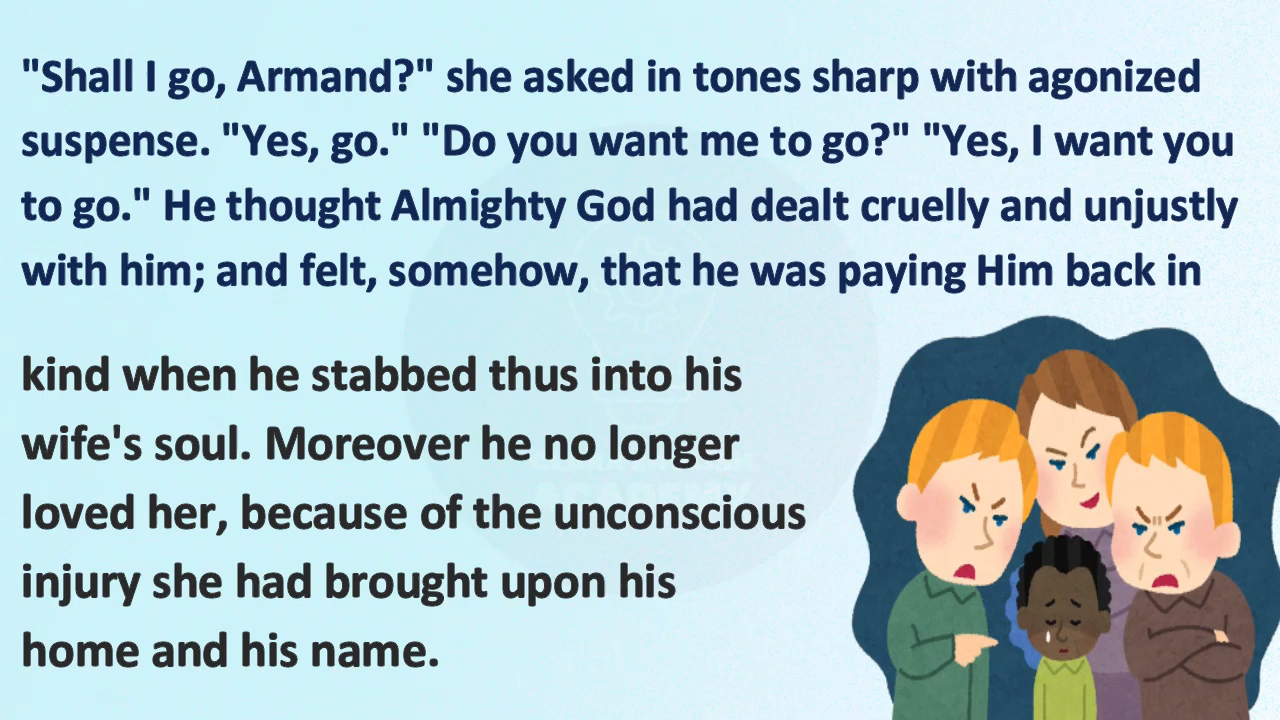 "Shall I go, Armand?" she asked in tones sharp with agonized
suspense. "Yes, go." "Do you want me to go?" "Yes, I want you
to go." He thought Almighty God had dealt cruelly and unjustly
with him; and felt, somehow, that he was paying Him back in
kind when he stabbed thus into his
wife's soul. Moreover he no longer
loved her, because of the unconscious
injury she had brought upon his
home and his name.